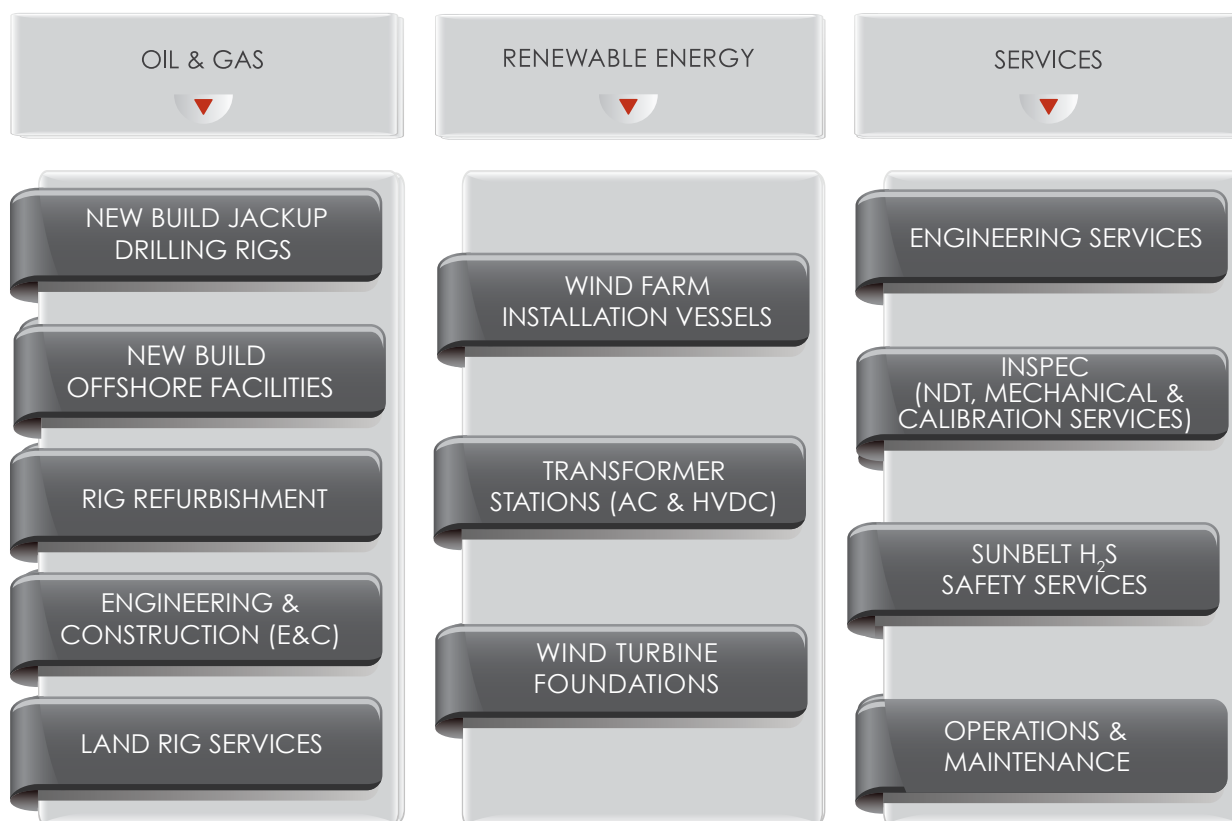 OIL & GAS
NEW BUILD JACKUP
DRILLING RIGS
NEW BUILD
OFFSHORE FACILITIES
RIG REFURBISHMENT
ENGINEERING &
CONSTRUCTION (E&C)
LAND RIG SERVICES
RENEWABLE ENERGY
WIND FARM
INSTALLATION VESSELS
TRANSFORMER
STATIONS (AC & HVDC)
WIND TURBINE
FOUNDATIONS
SERVICES
ENGINEERING SERVICES
INSPEC
(NDT, MECHANICAL &
CALIBRATION SERVICES)
SUNBELT H₂S
SAFETY SERVICES
OPERATIONS &
MAINTENANCE